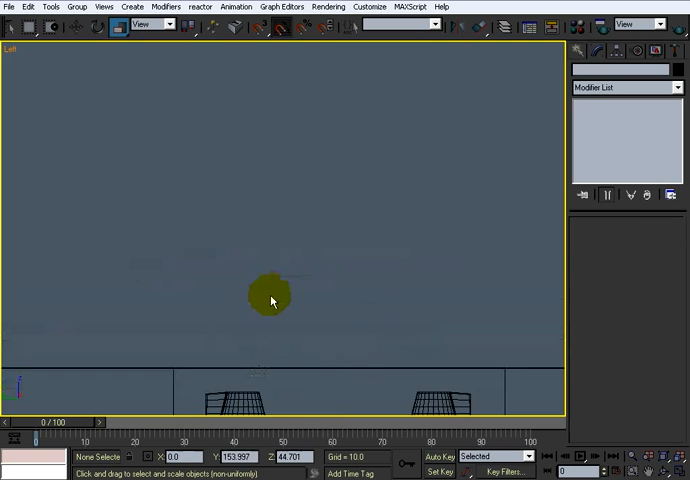 File Edit Tools Group Views Create Modifiers reactor Animation Graph Editors Rendering Customize MAXScript Help
View View
Left
Modifier List
z
0 / 100
0 10 20 30 40 50 60 70 80 90 100
None Selecte X: 0.0 Y: 153.997 Z: 44.701 Grid = 10.0 Auto Key Selected
Click and drag to select and scale objects (non-uniformly) Add Time Tag Set Key Key Filters... 0